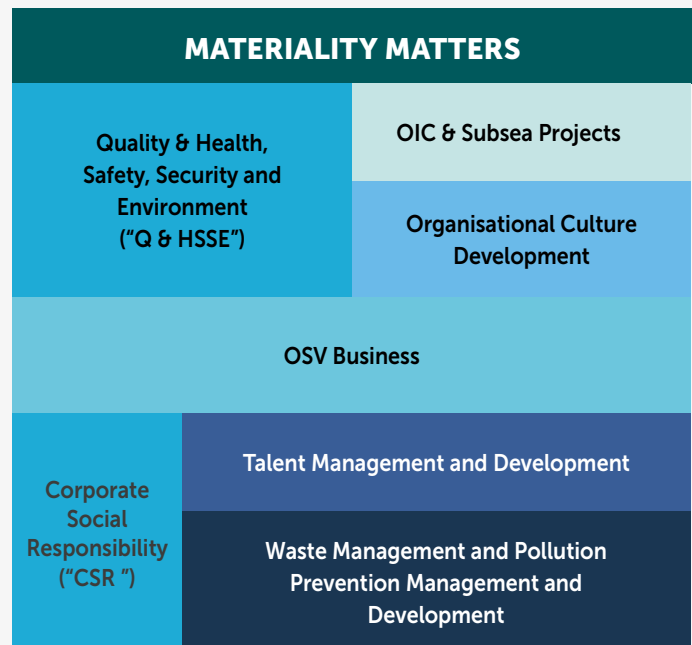 MATERIALITY MATTERS
Quality & Health,
Safety, Security and
Environment
(“Q & HSSE”)
OIC & Subsea Projects
Organisational Culture
Development
OSV Business
Corporate
Social
Responsibility
(“CSR ”)
Talent Management and Development
Waste Management and Pollution
Prevention Management and
Development